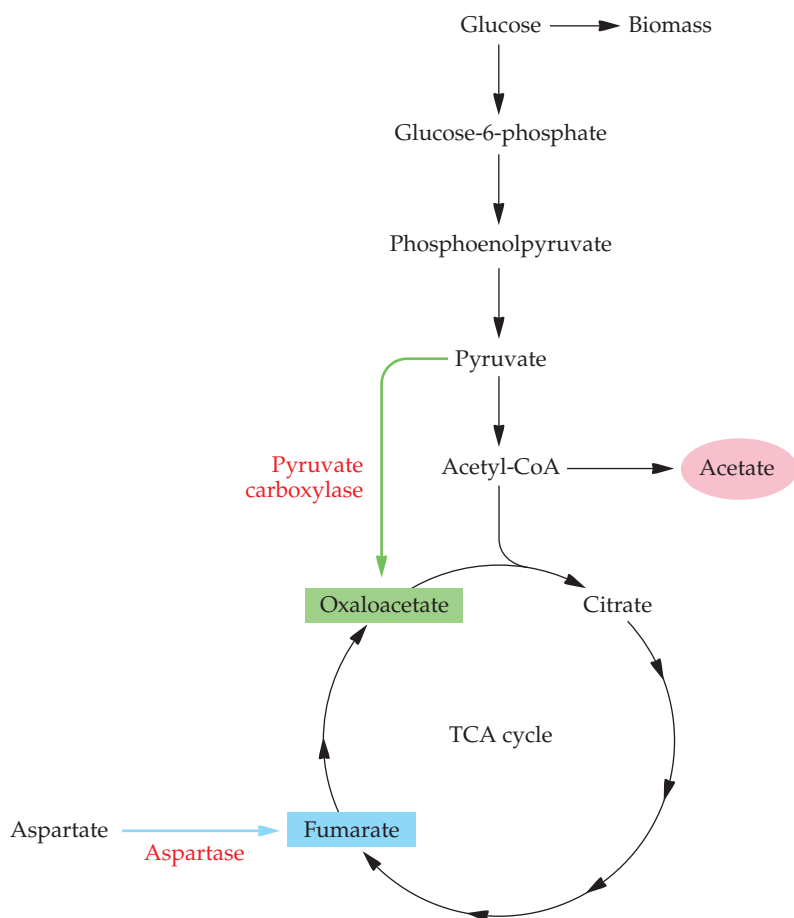 Glucose
Biomass
Glucose-6-phosphate
Phosphoenolpyruvate
Pyruvate
Pyruvate
carboxylase
Acetyl-CoA
Acetate
Oxaloacetate
Citrate
TCA cycle
Aspartate
Aspartase
Fumarate